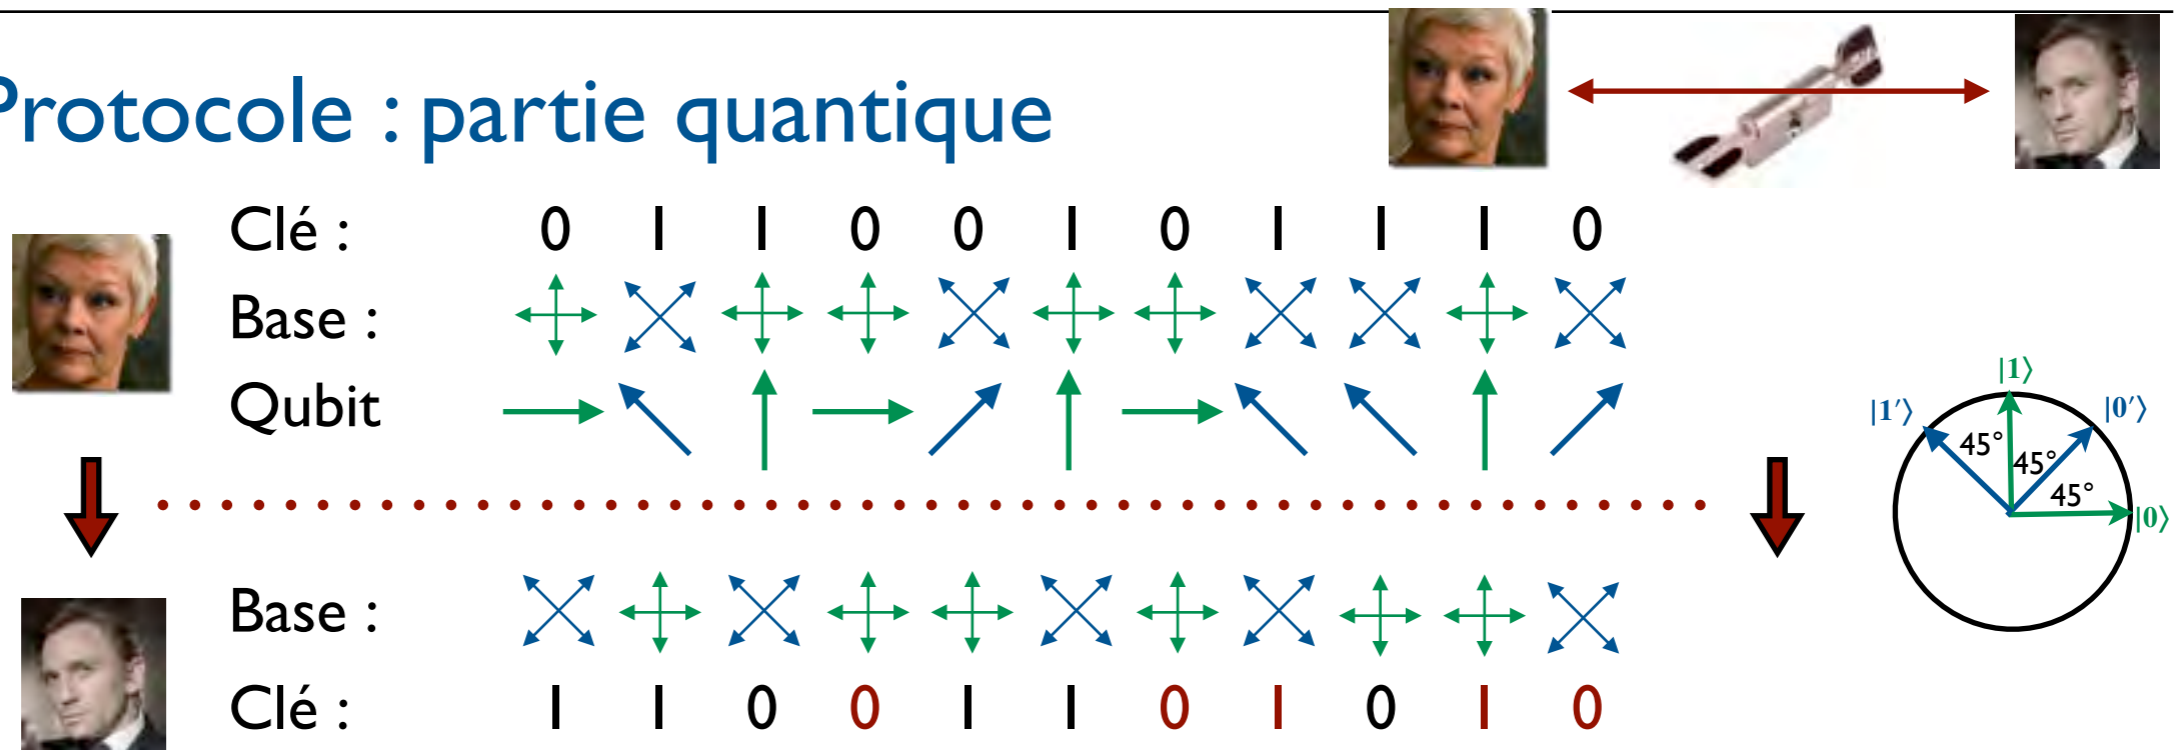 Protocole : partie quantique
Clé : 0 1 1 0 0 1 0 1 1 1 0
Base :
Qubit
|1⟩
|1′⟩ |0′⟩
45° 45°
45°
|0⟩
Base :
Clé : 1 1 0 0 1 1 0 1 0 1 0